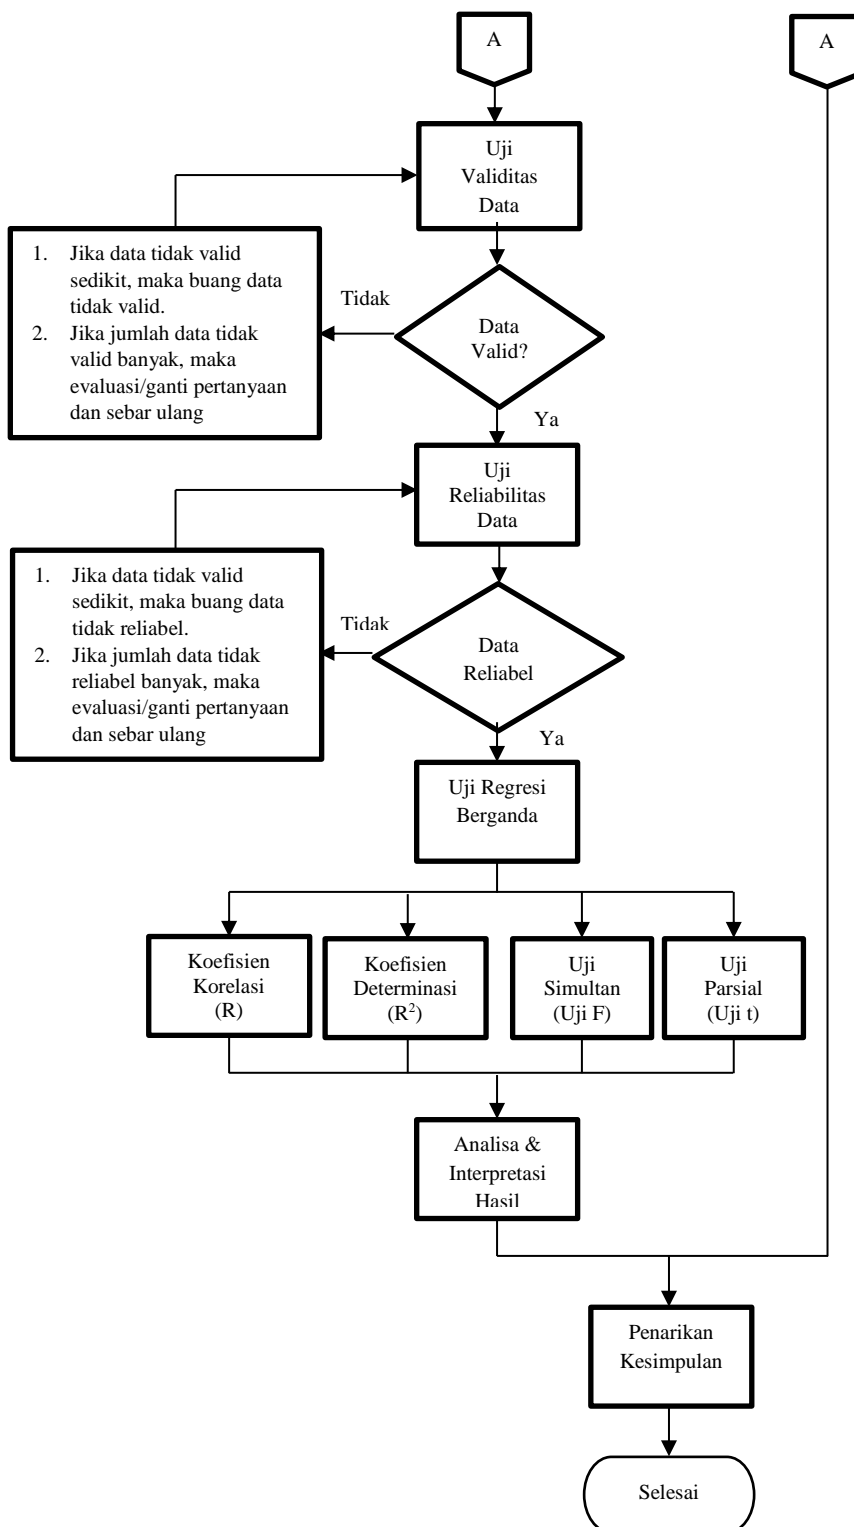 A
A
Uji
Validitas
Data
1. Jika data tidak valid
sedikit, maka buang data
tidak valid.
2. Jika jumlah data tidak
valid banyak, maka
evaluasi/ganti pertanyaan
dan sebar ulang
Tidak
Data
Valid?
Ya
Uji
Reliabilitas
Data
1. Jika data tidak valid
sedikit, maka buang data
tidak reliabel.
2. Jika jumlah data tidak
reliabel banyak, maka
evaluasi/ganti pertanyaan
dan sebar ulang
Tidak
Data
Reliabel
Ya
Uji Regresi
Berganda
Koefisien
Korelasi
(R)
Koefisien
Determinasi
(R²)
Uji
Simultan
(Uji F)
Uji
Parsial
(Uji t)
Analisa &
Interpretasi
Hasil
Penarikan
Kesimpulan
Selesai